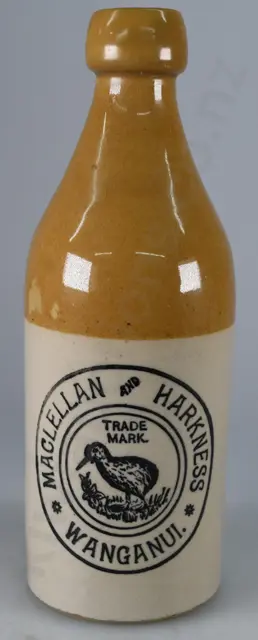 MACLELLAN AND HARKNESS
TRADE
MARK.
WANGANUI.